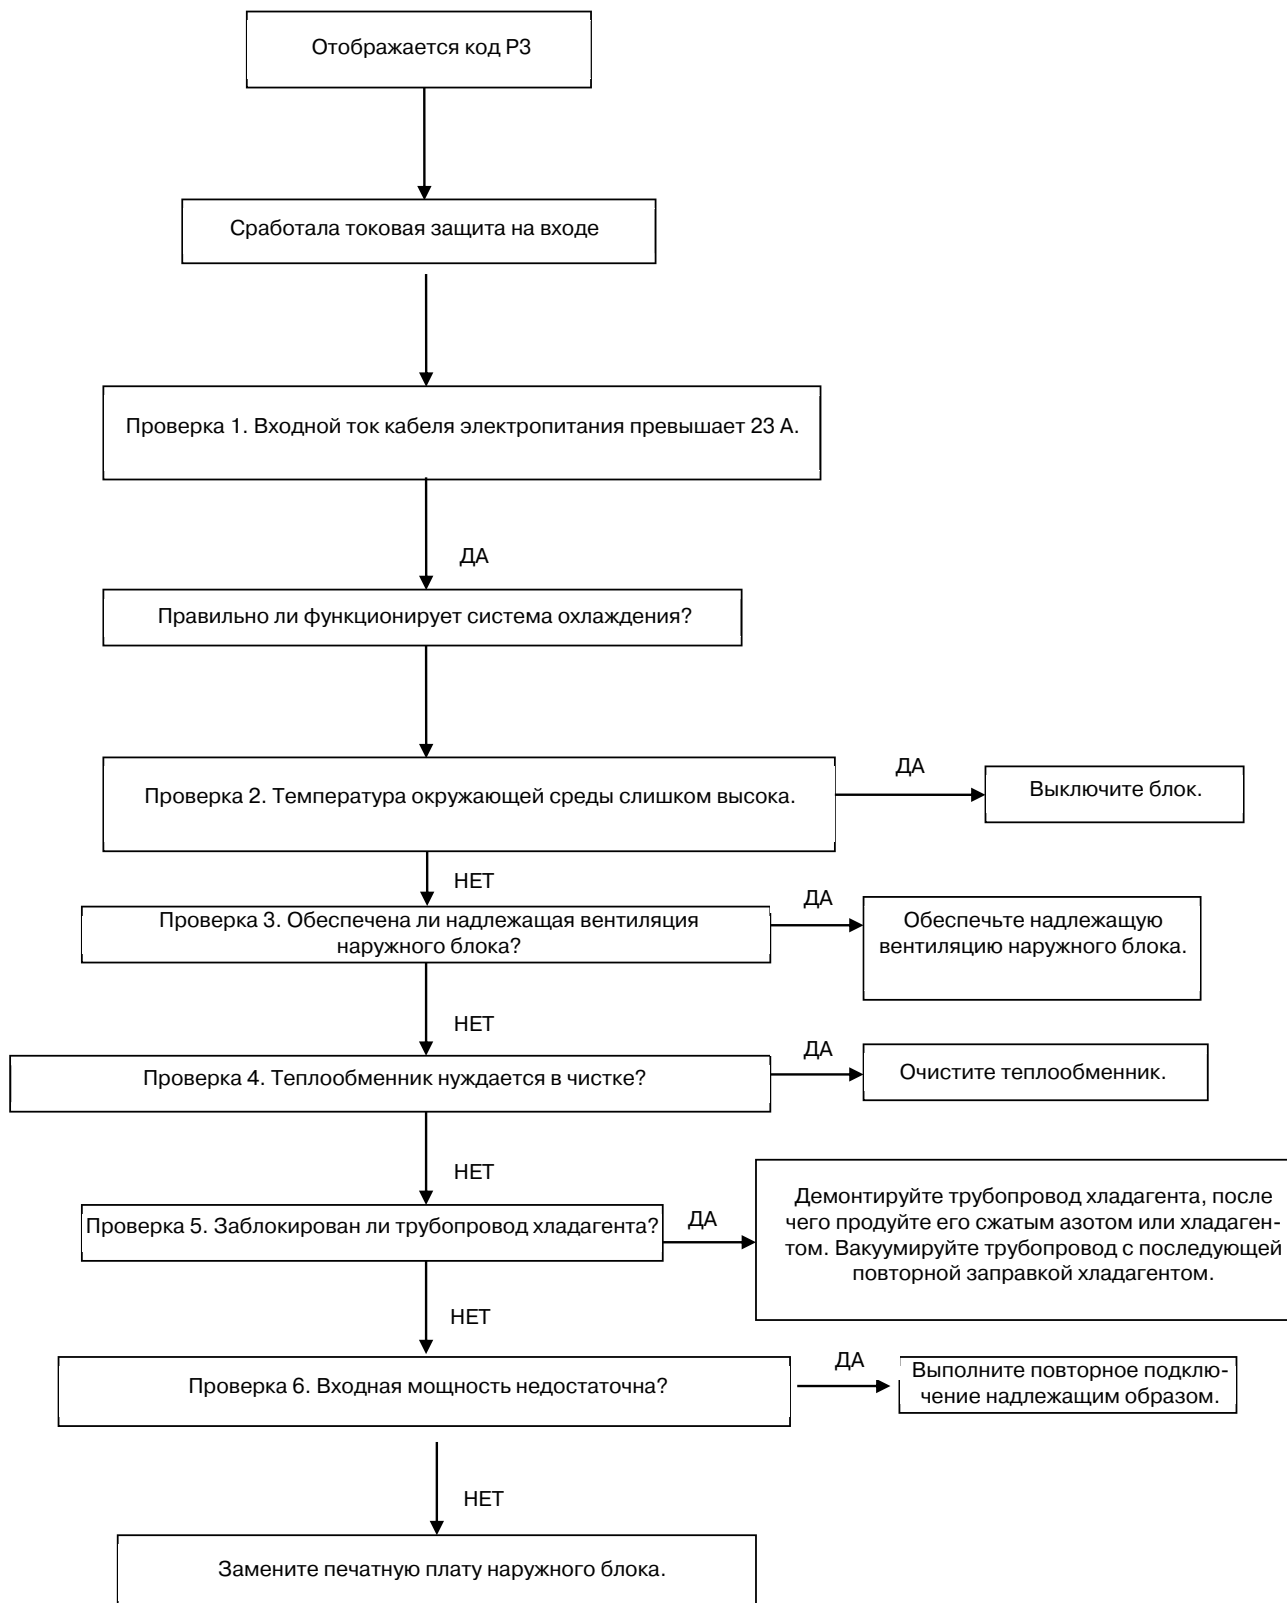 Отображается код P3
Сработала токовая защита на входе
Проверка 1. Входной ток кабеля электропитания превышает 23 А.
ДА
Правильно ли функционирует система охлаждения?
Проверка 2. Температура окружающей среды слишком высока.
ДА
Выключите блок.
НЕТ
Проверка 3. Обеспечена ли надлежащая вентиляция
наружного блока?
ДА
Обеспечьте надлежащую
вентиляцию наружного блока.
НЕТ
Проверка 4. Теплообменник нуждается в чистке?
ДА
Очистите теплообменник.
НЕТ
Проверка 5. Заблокирован ли трубопровод хладагента?
ДА
Демонтируйте трубопровод хладагента, после
чего продуйте его сжатым азотом или хладаген-
том. Вакуумируйте трубопровод с последующей
повторной заправкой хладагентом.
НЕТ
Проверка 6. Входная мощность недостаточна?
ДА
Выполните повторное подклю-
чение надлежащим образом.
НЕТ
Замените печатную плату наружного блока.